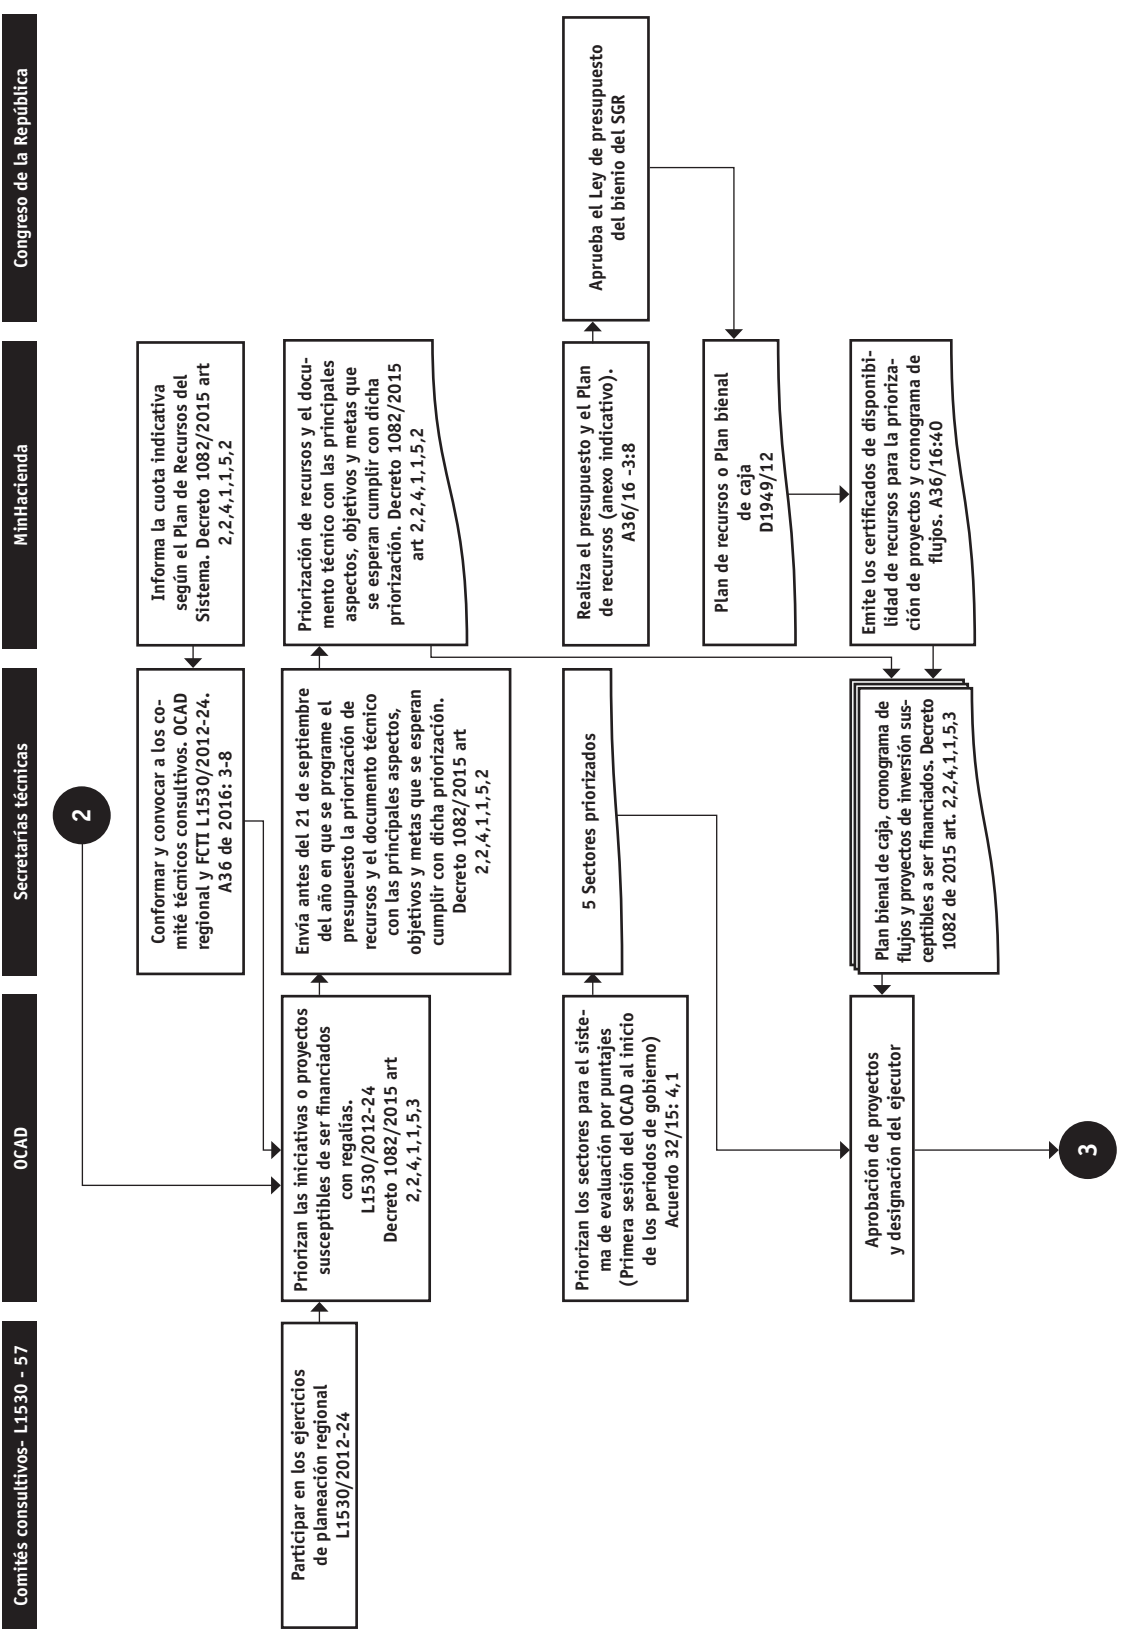 Comités consultivos- L1530 - 57
OCAD
Secretarías técnicas
MinHacienda
Congreso de la República
2
Conformar y convocar a los co-
mité técnicos consultivos. OCAD
regional y FCTI L1530/2012-24.
A36 de 2016: 3-8
Informa la cuota indicativa
según el Plan de Recursos del
Sistema. Decreto 1082/2015 art
2,2,4,1,1,5,2
Participar en los ejercicios
de planeación regional
L1530/2012-24
Priorizan las iniciativas o proyectos
susceptibles de ser financiados
con regalías.
L1530/2012-24
Decreto 1082/2015 art
2,2,4,1,1,5,3
Envía antes del 21 de septiembre
del año en que se programe el
presupuesto la priorización de
recursos y el documento técnico
con las principales aspectos,
objetivos y metas que se esperan
cumplir con dicha priorización.
Decreto 1082/2015 art
2,2,4,1,1,5,2
Priorización de recursos y el docu-
mento técnico con las principales
aspectos, objetivos y metas que
se esperan cumplir con dicha
priorización. Decreto 1082/2015
art 2,2,4,1,1,5,2
Priorizan los sectores para el siste-
ma de evaluación por puntajes
(Primera sesión del OCAD al inicio
de los periodos de gobierno)
Acuerdo 32/15: 4,1
5 Sectores priorizados
Realiza el presupuesto y el Plan
de recursos (anexo indicativo).
A36/16 -3:8
Aprueba el Ley de presupuesto
del bienio del SGR
Plan de recursos o Plan bienal
de caja
D1949/12
Aprobación de proyectos
y designación del ejecutor
Plan bienal de caja, cronograma de
flujos y proyectos de inversión sus-
ceptibles a ser financiados. Decreto
1082 de 2015 art. 2,2,4,1,1,5,3
Emite los certificados de disponibi-
lidad de recursos para la prioriza-
ción de proyectos y cronograma de
flujos. A36/16:40
3